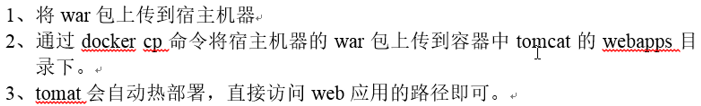 1、将 war 包上传到宿主机器
2、通过 docker cp 命令将宿主机器的 war 包上传到容器中 tomcat 的 webapps 目
录下。
3、tomat 会自动热部署，直接访问 web 应用的路径即可。